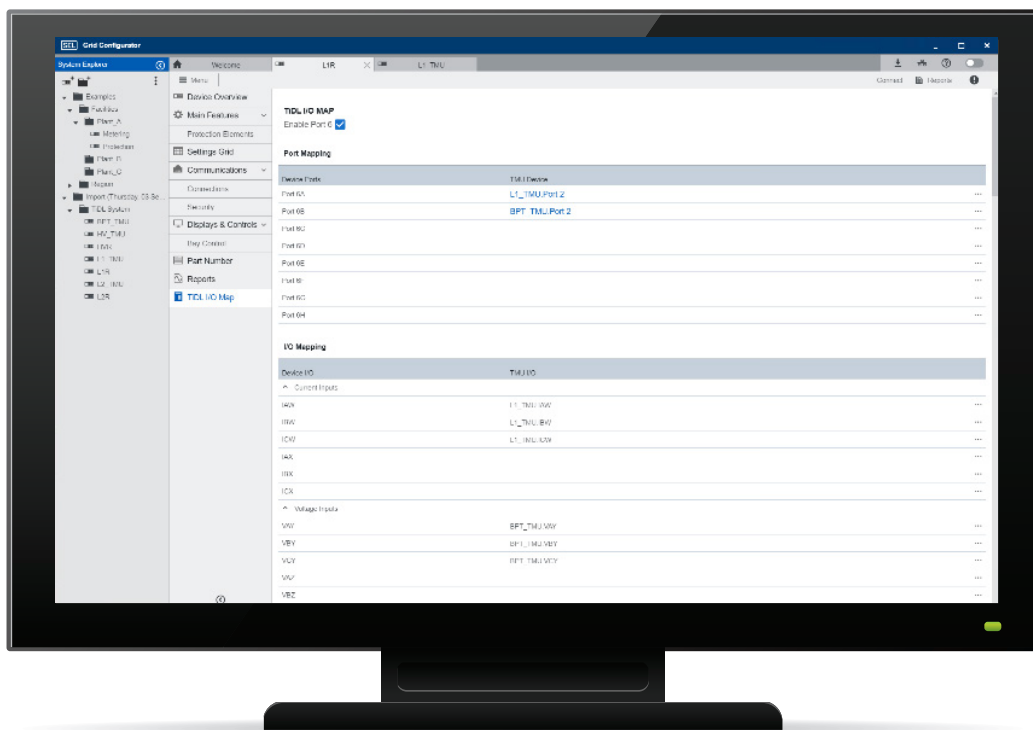 SEL Grid Configurator
System Explorer
Welcome
L1R
L1_TMU
Menu
Connect
Reports
Examples
Facilities
Plant_A
Metering
Protection
Plant_B
Plant_C
Region
Import (Thursday 03 Se...
TIDL System
BPT_TMU
HV_TMU
HVR
L1_TMU
L1R
L2_TMU
L2R
Device Overview
Main Features
Protection Elements
Settings Grid
Communications
Connections
Security
Displays & Controls
Bay Control
Part Number
Reports
TIDL I/O Map
TIDL I/O MAP
Enable Port 6
Port Mapping
Device Ports TMU Device
Port 6A L1_TMU.Port 2
Port 6B BPT_TMU.Port 2
Port 6C
Port 6D
Port 6E
Port 6F
Port 6G
Port 6H
I/O Mapping
Device I/O TMU I/O
Current Inputs
IAW L1_TMU.IAW
IBW L1_TMU.IBW
ICW L1_TMU.ICW
IAX
IBX
ICX
Voltage Inputs
VAY BPT_TMU.VAY
VBY BPT_TMU.VBY
VCY BPT_TMU.VCY
VAZ
VBZ